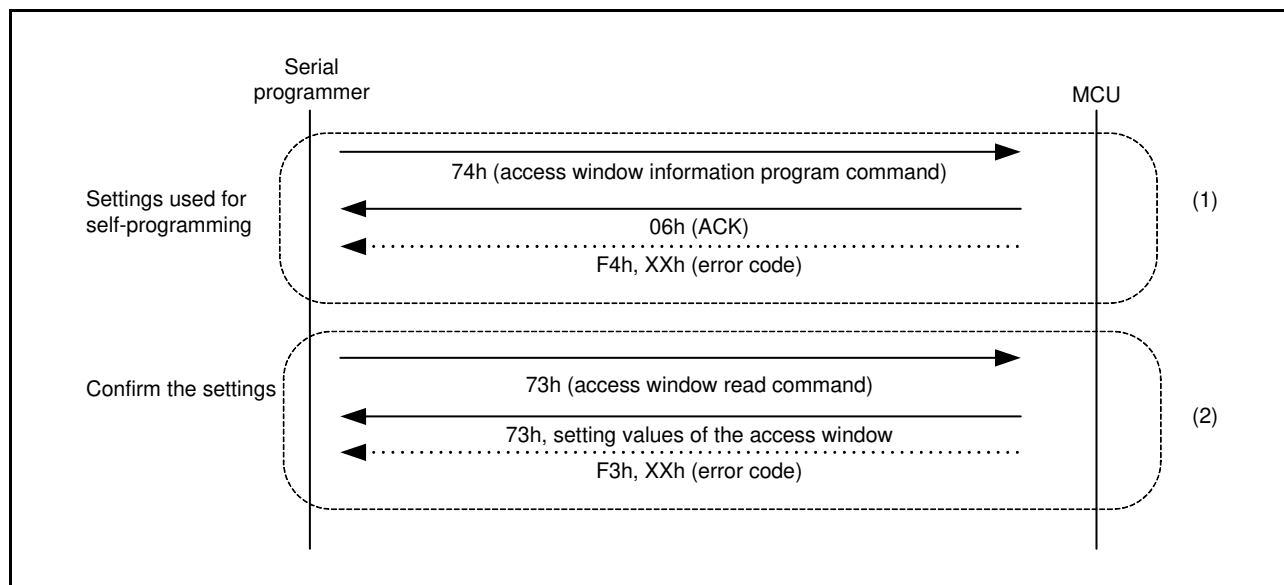 Serial
programmer
MCU
74h (access window information program command)
Settings used for
self-programming
(1)
06h (ACK)
F4h, XXh (error code)
73h (access window read command)
Confirm the settings
(2)
73h, setting values of the access window
F3h, XXh (error code)